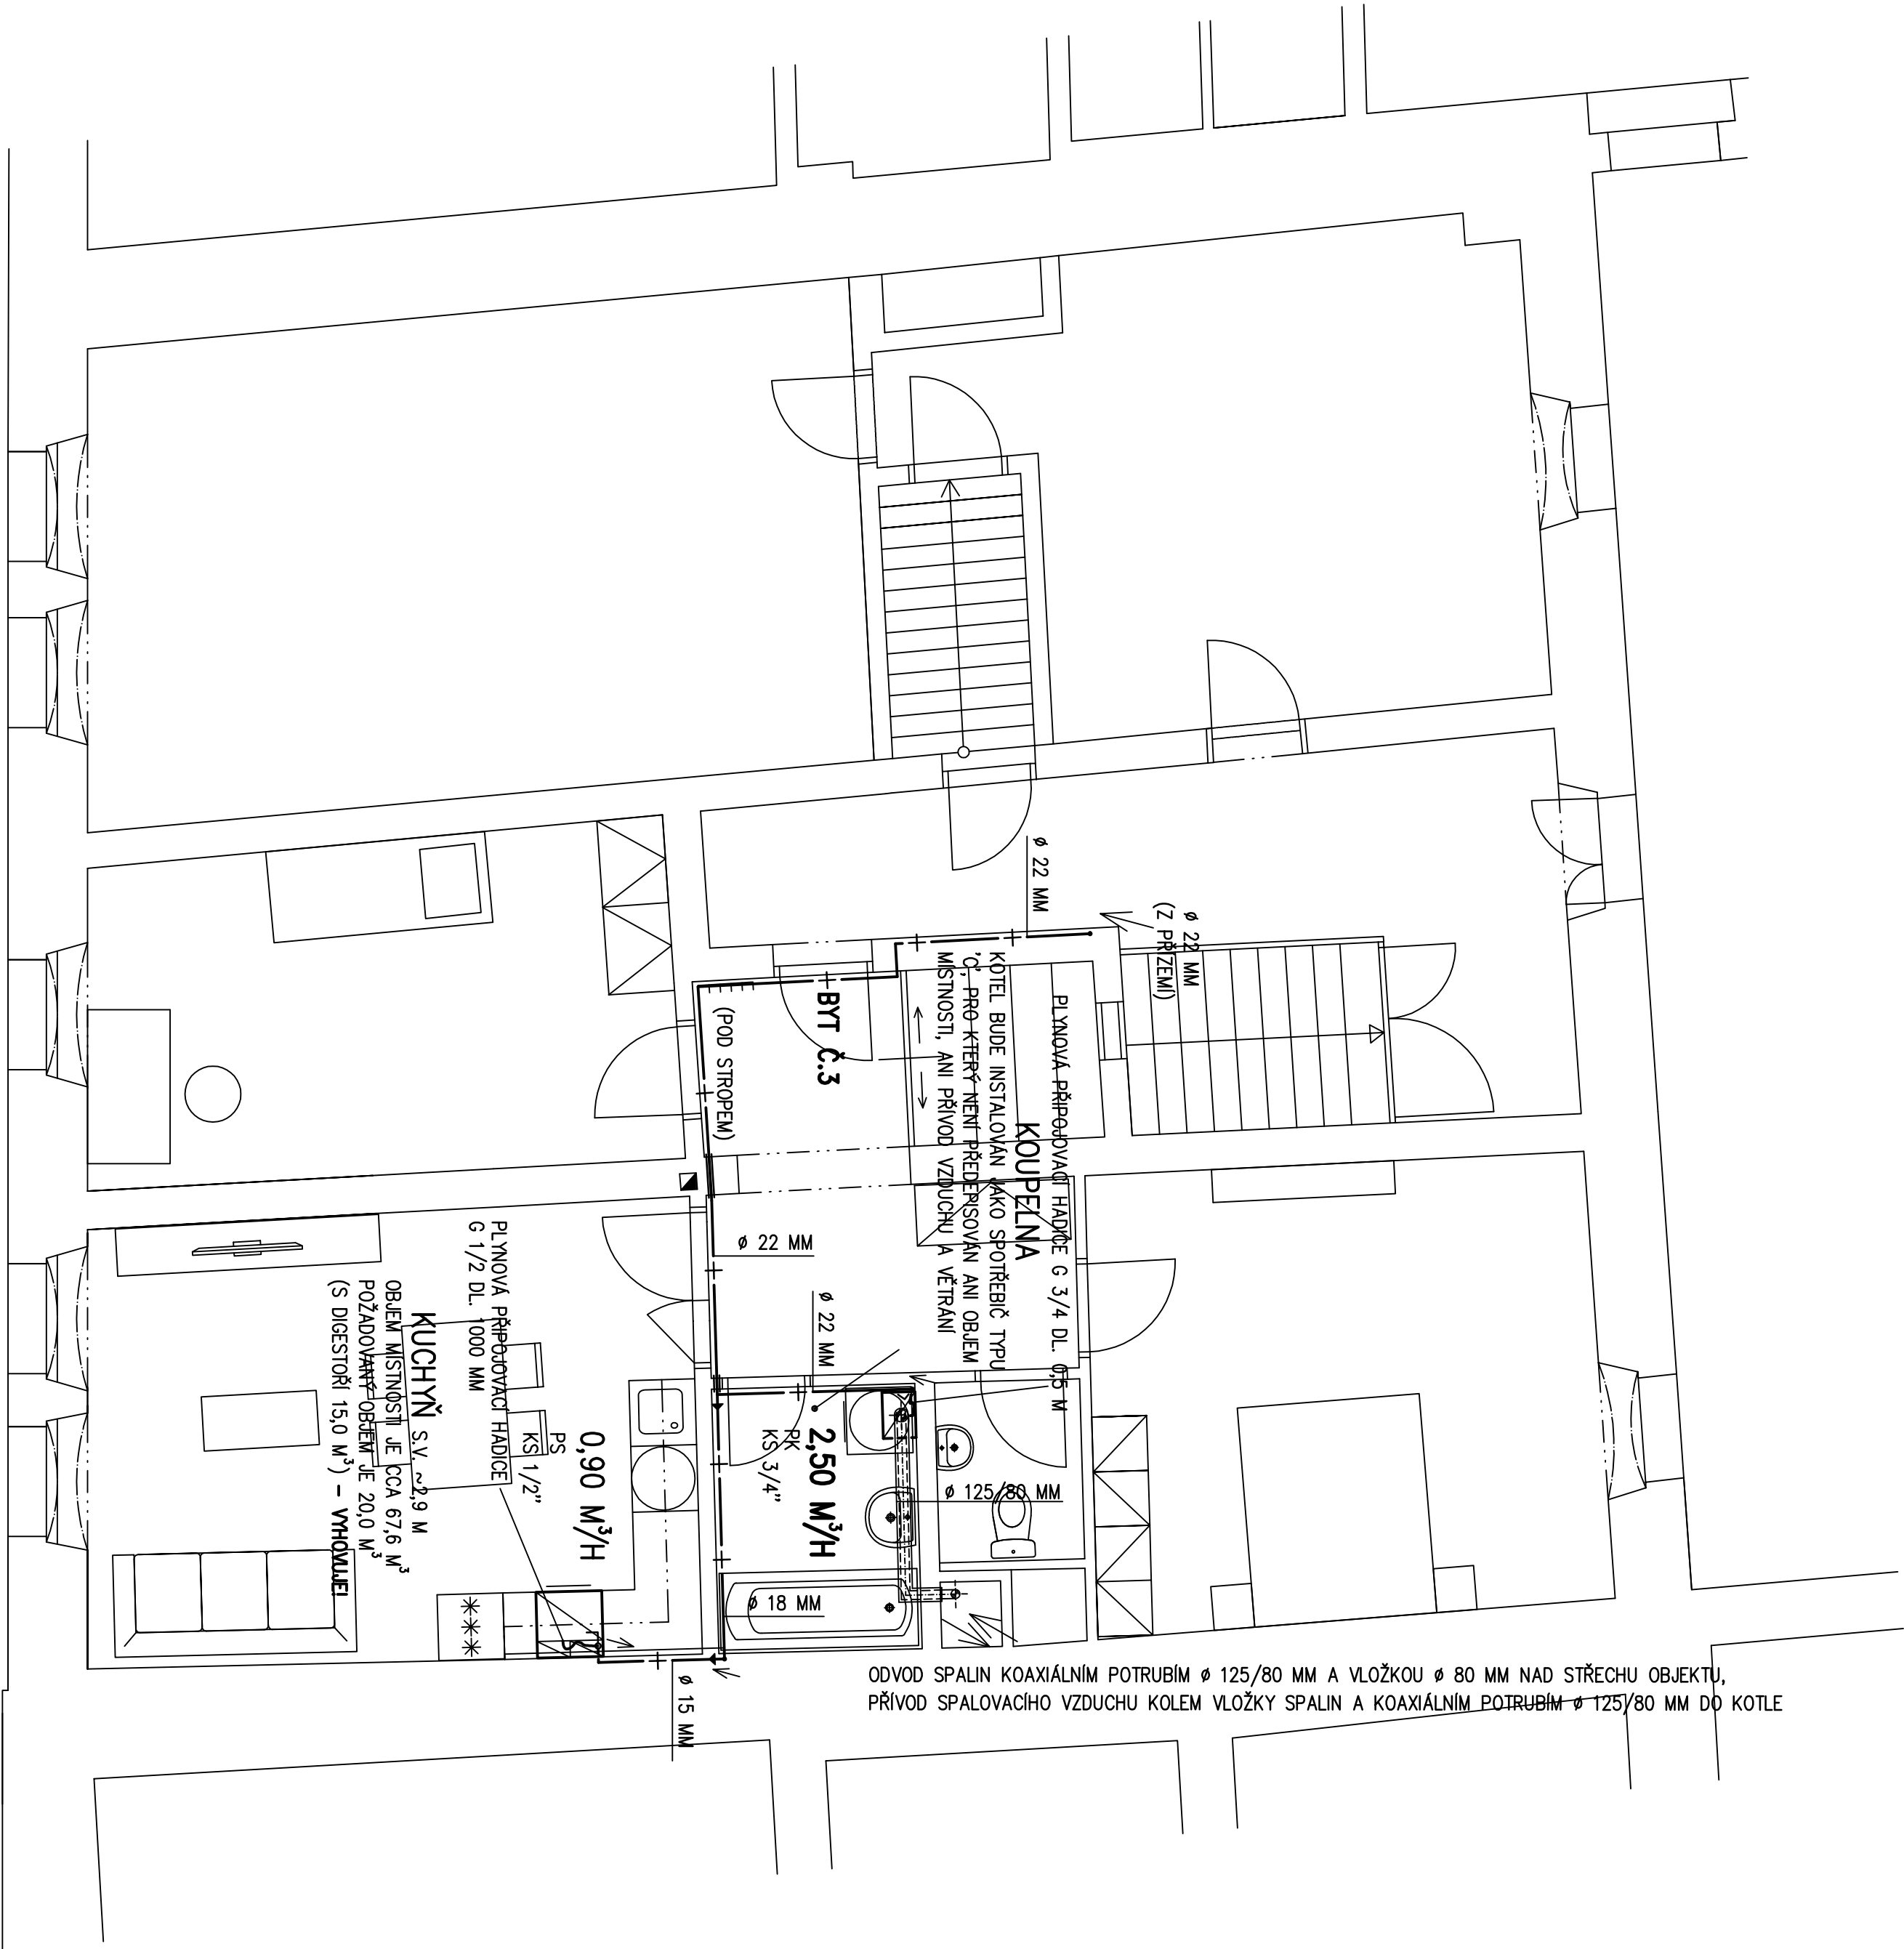 ø 22 MM
ø 22 MM
(Z PŘÍZEMÍ)
PLYNOVÁ PŘIPOJOVACÍ HADICE G 3/4 DL. 0,5 M
KOUPELNA
KOTEL BUDE INSTALOVÁN JAKO SPOTŘEBIČ TYPU
'C', PRO KTERÝ NENÍ PŘEDEPISOVÁN ANI OBJEM
MÍSTNOSTI, ANI PŘÍVOD VZDUCHU A VĚTRÁNÍ
BYT Č.3
(POD STROPEM)
ø 22 MM
ø 22 MM
2,50 M³/H
PK
KS 3/4"
ø 125/80 MM
ø 18 MM
PLYNOVÁ PŘIPOJOVACÍ HADICE
G 1/2 DL. 1000 MM
0,90 M³/H
PS
KS 1/2"
KUCHYŇ S.V. ~2,9 M
OBJEM MÍSTNOSTI JE CCA 67,6 M³
POŽADOVANÝ OBJEM JE 20,0 M³
(S DIGESTOŘÍ 15,0 M³) – VYHOVUJE!
ø 15 MM
ODVOD SPALIN KOAXIÁLNÍM POTRUBÍM ø 125/80 MM A VLOŽKOU ø 80 MM NAD STŘECHU OBJEKTU,
PŘÍVOD SPALOVACÍHO VZDUCHU KOLEM VLOŽKY SPALIN A KOAXIÁLNÍM POTRUBÍM ø 125/80 MM DO KOTLE